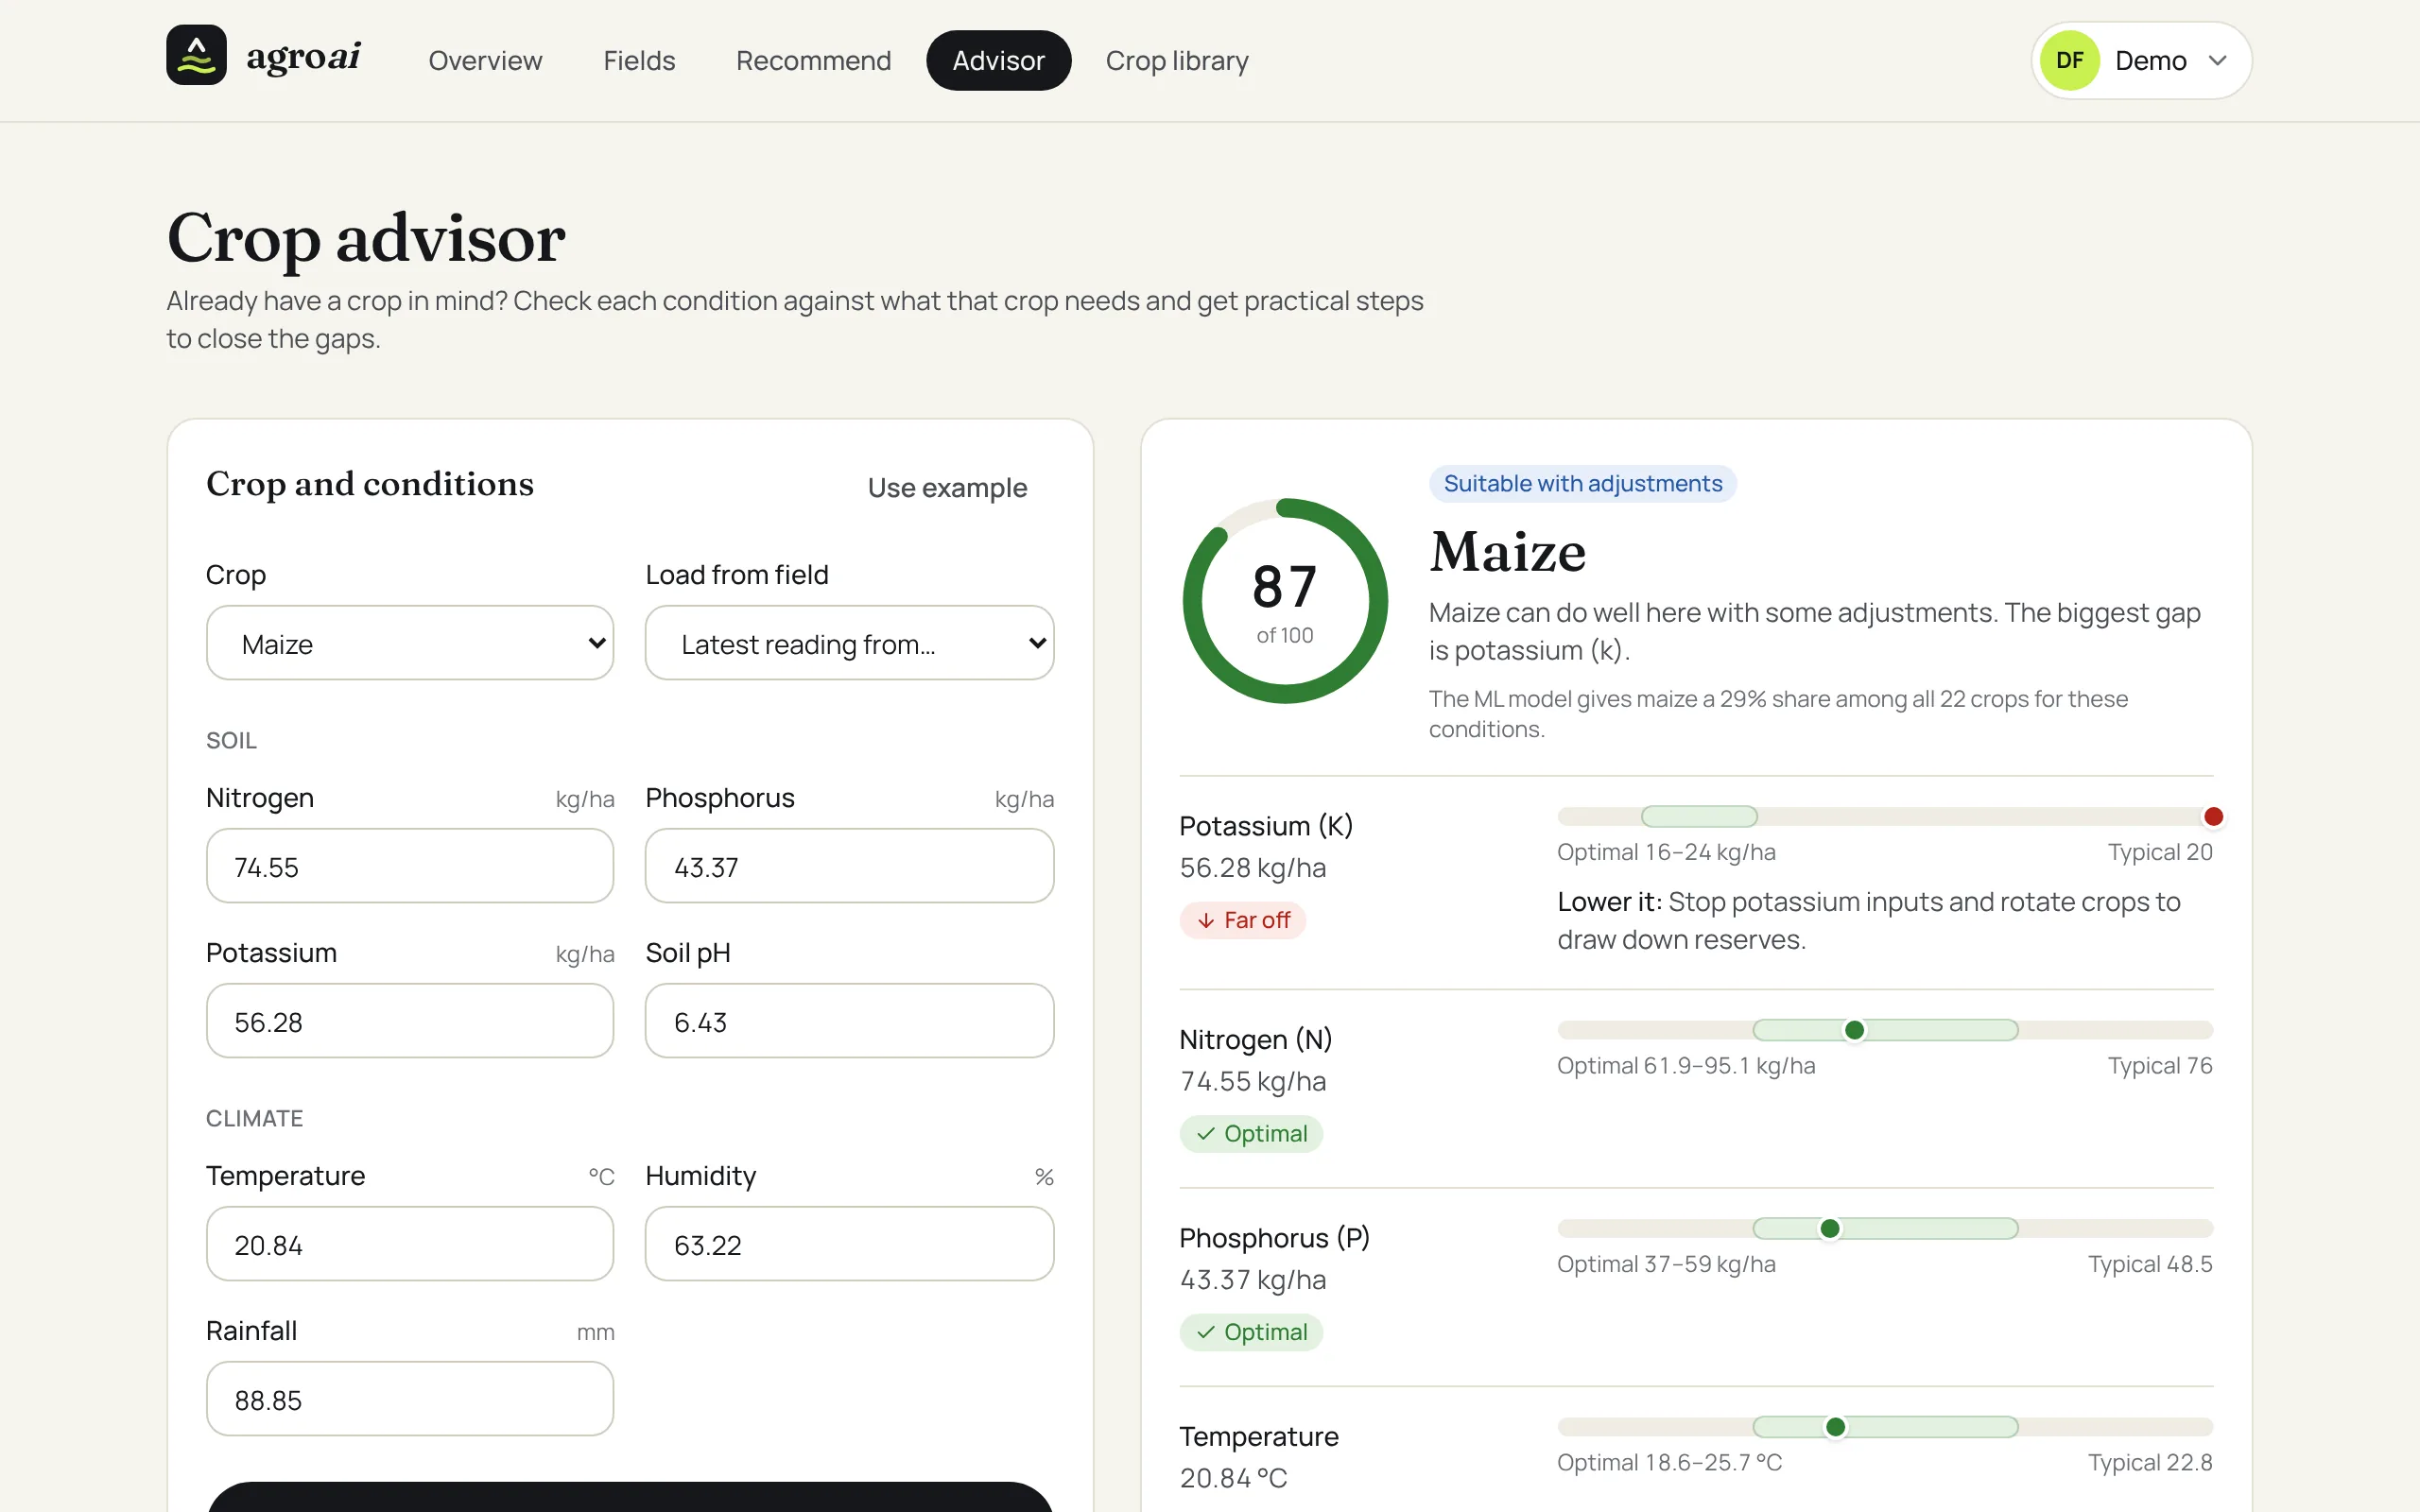 agroai
Overview
Fields
Recommend
Advisor
Crop library
DF
Demo
Crop advisor
Already have a crop in mind? Check each condition against what that crop needs and get practical steps
to close the gaps.
Crop and conditions
Use example
Crop
Load from field
Maize
Latest reading from...
SOIL
Nitrogen
kg/ha
Phosphorus
kg/ha
74.55
43.37
Potassium
kg/ha
Soil pH
56.28
6.43
CLIMATE
Temperature
°C
Humidity
%
20.84
63.22
Rainfall
mm
88.85
Suitable with adjustments
87
of 100
Maize
Maize can do well here with some adjustments. The biggest gap
is potassium (k).
The ML model gives maize a 29% share among all 22 crops for these
conditions.
Potassium (K)
56.28 kg/ha
Far off
Optimal 16–24 kg/ha
Typical 20
Lower it: Stop potassium inputs and rotate crops to
draw down reserves.
Nitrogen (N)
74.55 kg/ha
Optimal
Optimal 61.9–95.1 kg/ha
Typical 76
Phosphorus (P)
43.37 kg/ha
Optimal
Optimal 37–59 kg/ha
Typical 48.5
Temperature
20.84 °C
Optimal 18.6–25.7 °C
Typical 22.8